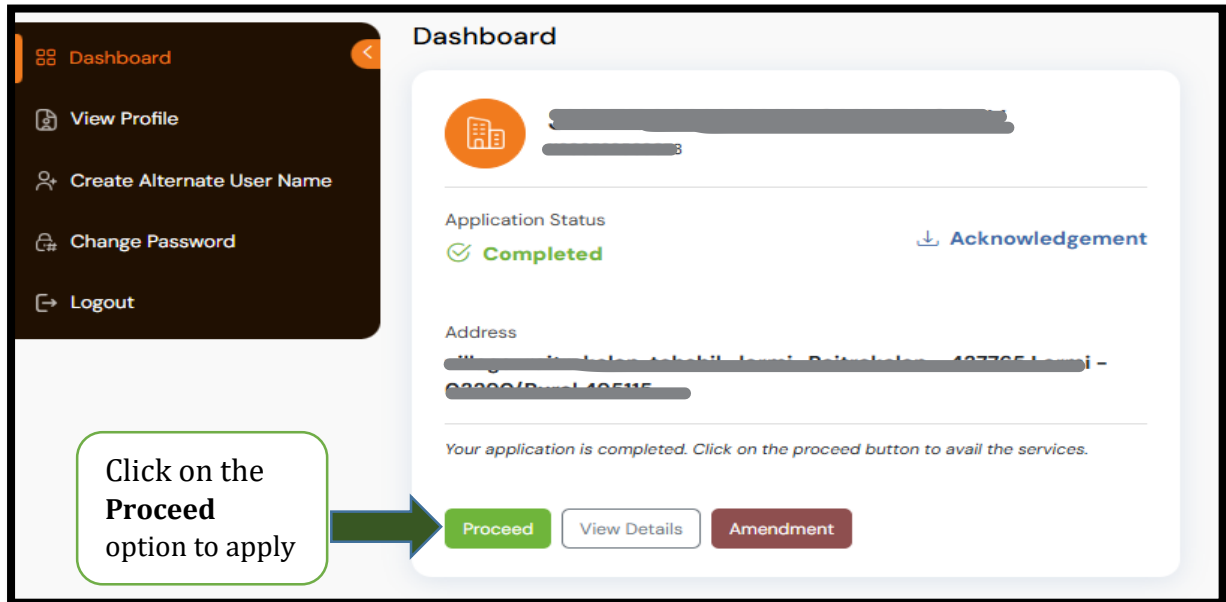 Dashboard
View Profile
Create Alternate User Name
Change Password
Logout
Dashboard
Application Status
Completed
Acknowledgement
Address
Your application is completed. Click on the proceed button to avail the services.
Proceed
View Details
Amendment
Click on the
Proceed
option to apply